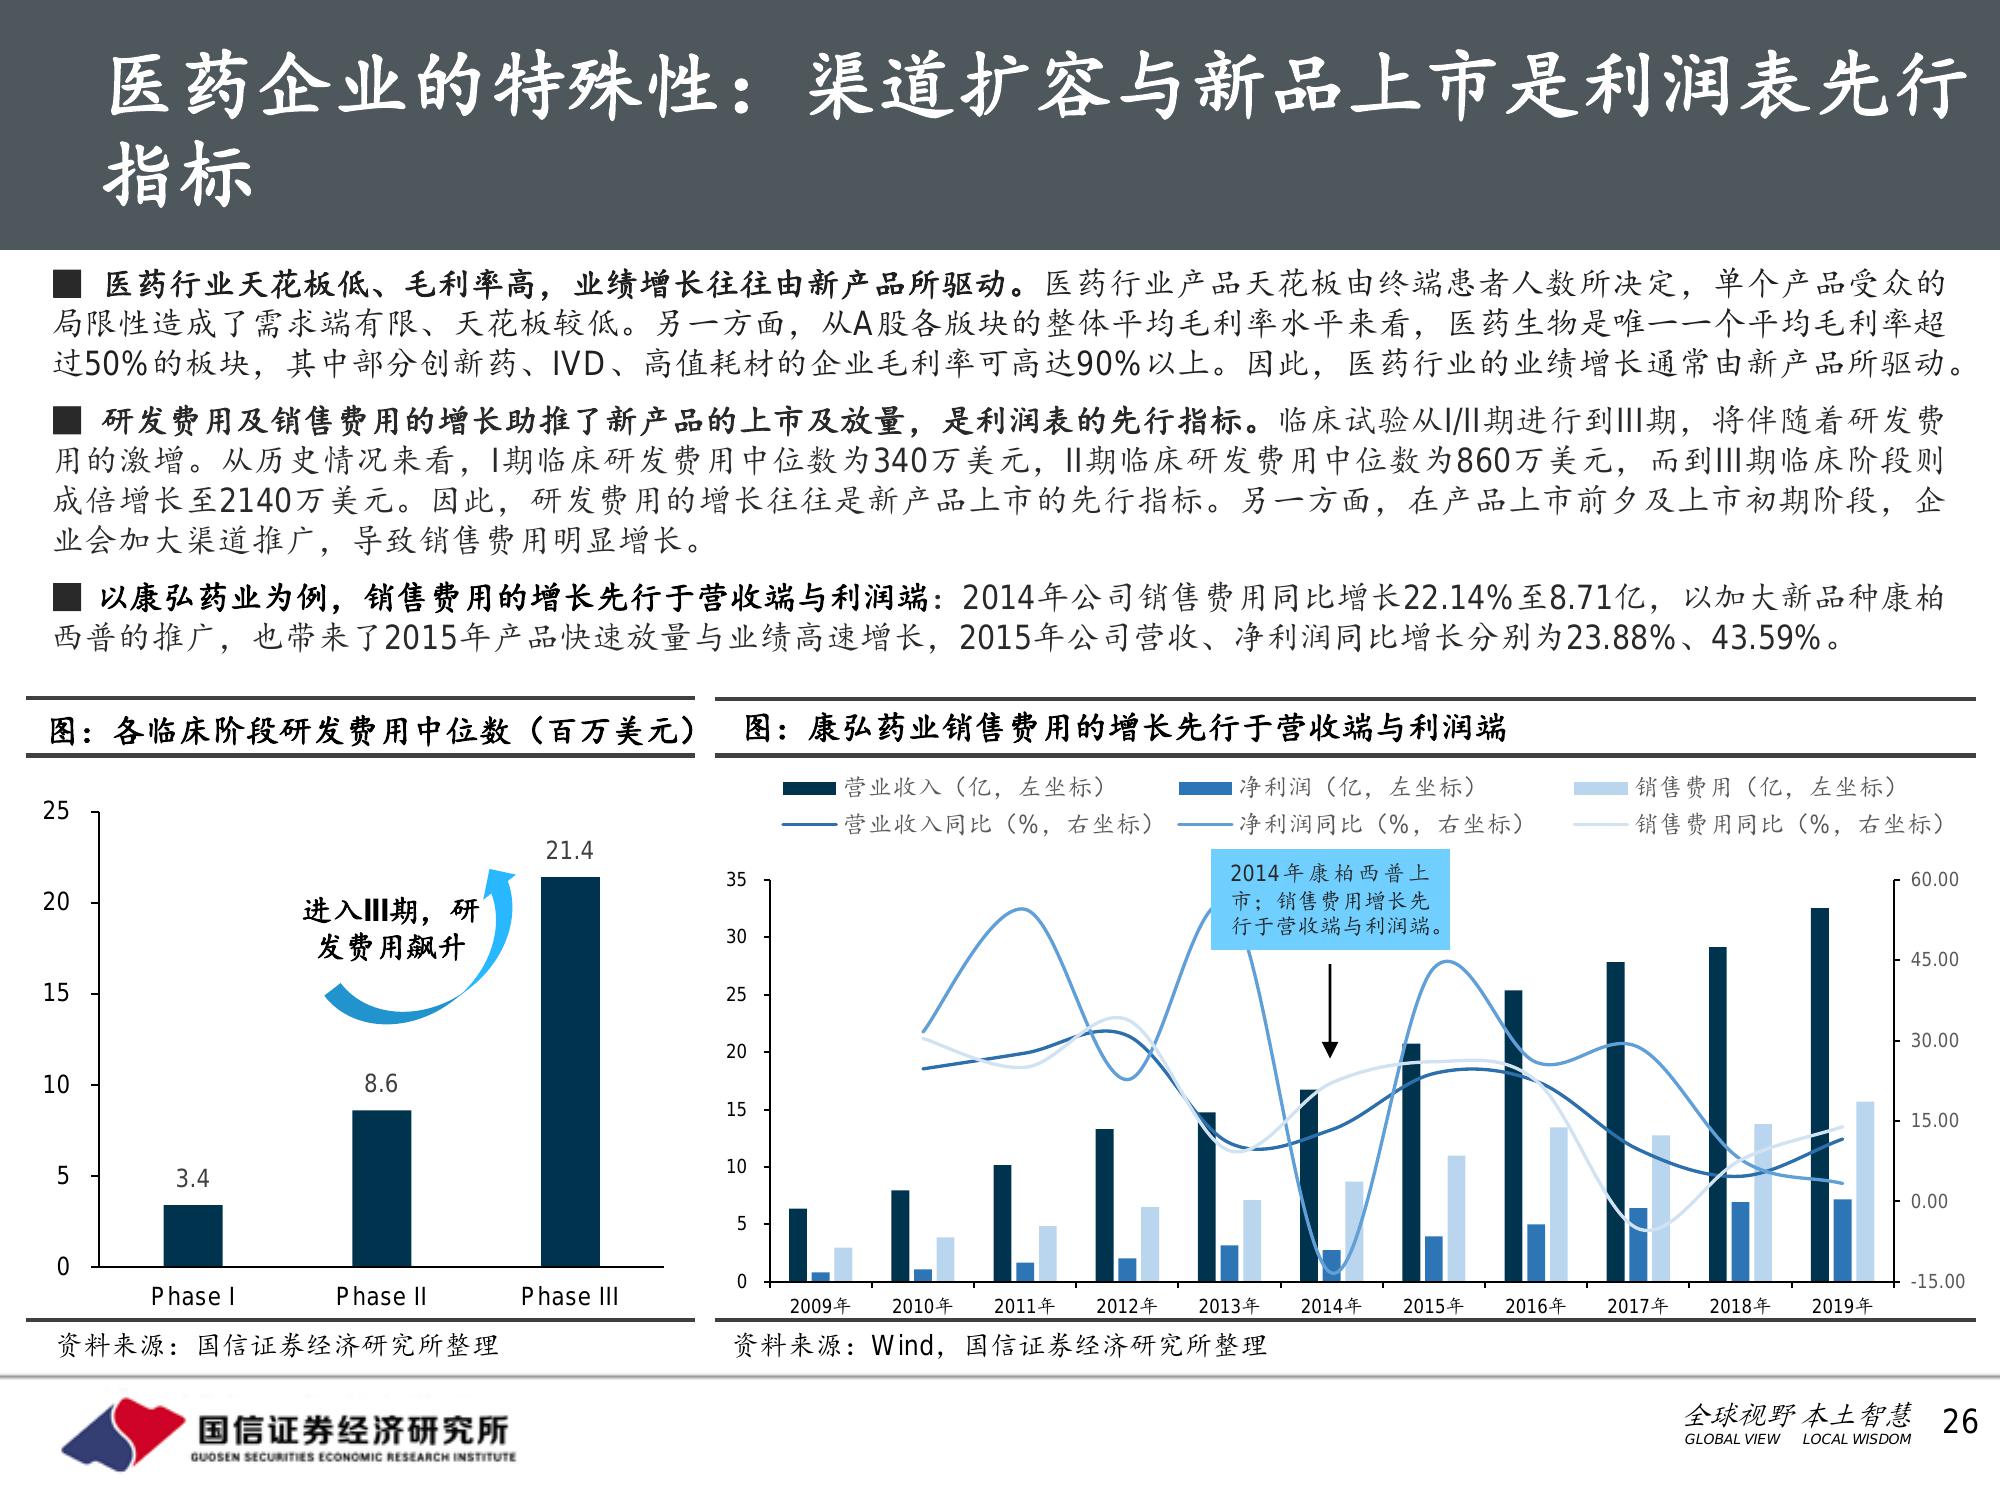 医药企业的特殊性：渠道扩容与新品上市是利润表先行
指标
■ 医药行业天花板低、毛利率高，业绩增长往往由新产品所驱动。医药行业产品天花板由终端患者人数所决定，单个产品受众的
局限性造成了需求端有限、天花板较低。另一方面，从A股各版块的整体平均毛利率水平来看，医药生物是唯一一个平均毛利率超
过50%的板块，其中部分创新药、IVD、高值耗材的企业毛利率可高达90%以上。因此，医药行业的业绩增长通常由新产品所驱动。
■ 研发费用及销售费用的增长助推了新产品的上市及放量，是利润表的先行指标。临床试验从I/II期进行到III期，将伴随着研发费
用的激增。从历史情况来看，I期临床研发费用中位数为340万美元，II期临床研发费用中位数为860万美元，而到III期临床阶段则
成倍增长至2140万美元。因此，研发费用的增长往往是新产品上市的先行指标。另一方面，在产品上市前夕及上市初期阶段，企
业会加大渠道推广，导致销售费用明显增长。
■ 以康弘药业为例，销售费用的增长先行于营收端与利润端：2014年公司销售费用同比增长22.14%至8.71亿，以加大新品种康柏
西普的推广，也带来了2015年产品快速放量与业绩高速增长，2015年公司营收、净利润同比增长分别为23.88%、43.59%。
图：各临床阶段研发费用中位数（百万美元）
25
20
15
10
5
0
3.4
8.6
21.4
进入III期，研
发费用飙升
Phase I
Phase II
Phase III
资料来源：国信证券经济研究所整理
图：康弘药业销售费用的增长先行于营收端与利润端
营业收入（亿，左坐标）
净利润（亿，左坐标）
销售费用（亿，左坐标）
营业收入同比（%，右坐标）
净利润同比（%，右坐标）
销售费用同比（%，右坐标）
2014年康柏西普上
市；销售费用增长先
行于营收端与利润端。
35
30
25
20
15
10
5
0
60.00
45.00
30.00
15.00
0.00
-15.00
2009年
2010年
2011年
2012年
2013年
2014年
2015年
2016年
2017年
2018年
2019年
资料来源：Wind，国信证券经济研究所整理
国信证券经济研究所
GUOSEN SECURITIES ECONOMIC RESEARCH INSTITUTE
全球视野 本土智慧
GLOBAL VIEW LOCAL WISDOM
26